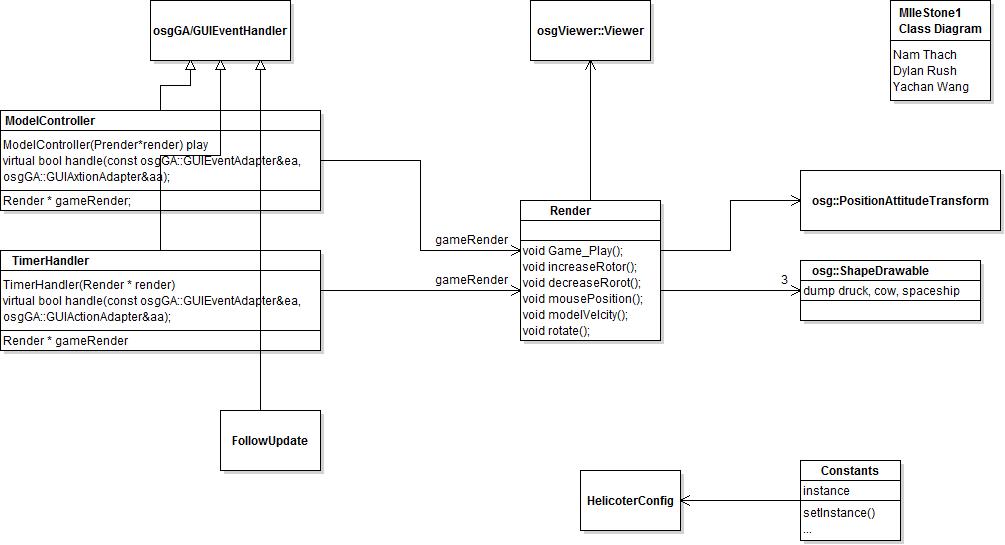 osgGA/GUIEventHandler
osgViewer::Viewer
MIleStone1
Class Diagram
Nam Thach
Dylan Rush
Yachan Wang
ModelController
ModelController(Prender*render) play
virtual bool handle(const osgGA::GUIEventAdapter&ea,
osgGA::GUIAxtionAdapter&aa);
Render * gameRender;
TimerHandler
TimerHandler(Render * render)
virtual bool handle(const osgGA::GUIEventAdapter&ea,
osgGA::GUIActionAdapter&aa);
Render * gameRender
gameRender
gameRender
Render
void Game_Play();
void increaseRotor();
void decreaseRorot();
void mousePosition();
void modelVelcity();
void rotate();
osg::PositionAttitudeTransform
3
osg::ShapeDrawable
dump druck, cow, spaceship
FollowUpdate
HelicoterConfig
Constants
instance
setInstance()
...